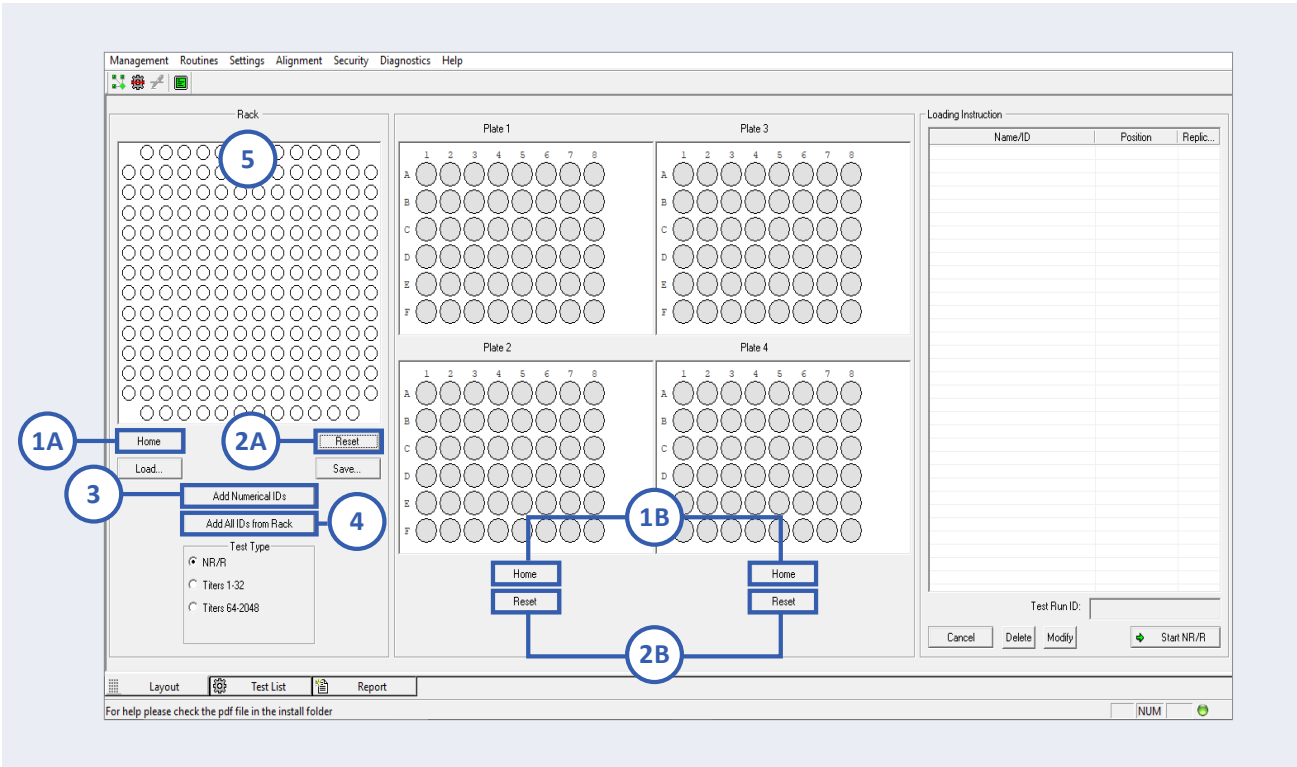 Management Routines Settings Alignment Security Diagnostics Help
Rack
5
1A
Home
2A
Reset
Load...
Save...
3
Add Numerical IDs
Add All IDs from Rack
4
Test Type
NR/R
Titers 1-32
Titers 64-2048
Plate 1
1 2 3 4 5 6 7 8
A
B
C
D
E
F
Plate 3
1 2 3 4 5 6 7 8
A
B
C
D
E
F
Plate 2
1 2 3 4 5 6 7 8
A
B
C
D
E
F
Plate 4
1 2 3 4 5 6 7 8
A
B
C
D
1B
Home
Home
Reset
Reset
2B
Loading Instruction
Name/ID Position Replic...
Test Run ID:
Cancel Delete Modify Start NR/R
Layout Test List Report
For help please check the pdf file in the install folder
NUM